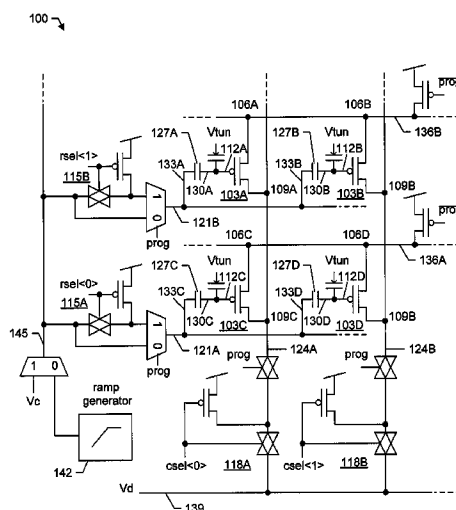 100
prog
106A
106B
136B
127A
Vtun
112A
127B
Vtun
112B
rsel<1>
115B
133A
130A
103A
109A
133B
130B
103B
109B
1
0
121B
prog
prog
106C
106D
136A
127C
Vtun
112C
127D
Vtun
112D
rsel<0>
115A
133C
130C
103C
109C
133D
130D
103D
109B
1
0
121A
prog
145
124A
124B
prog
prog
1 0
Vc
ramp
generator
142
csel<0>
118A
csel<1>
118B
Vd
139